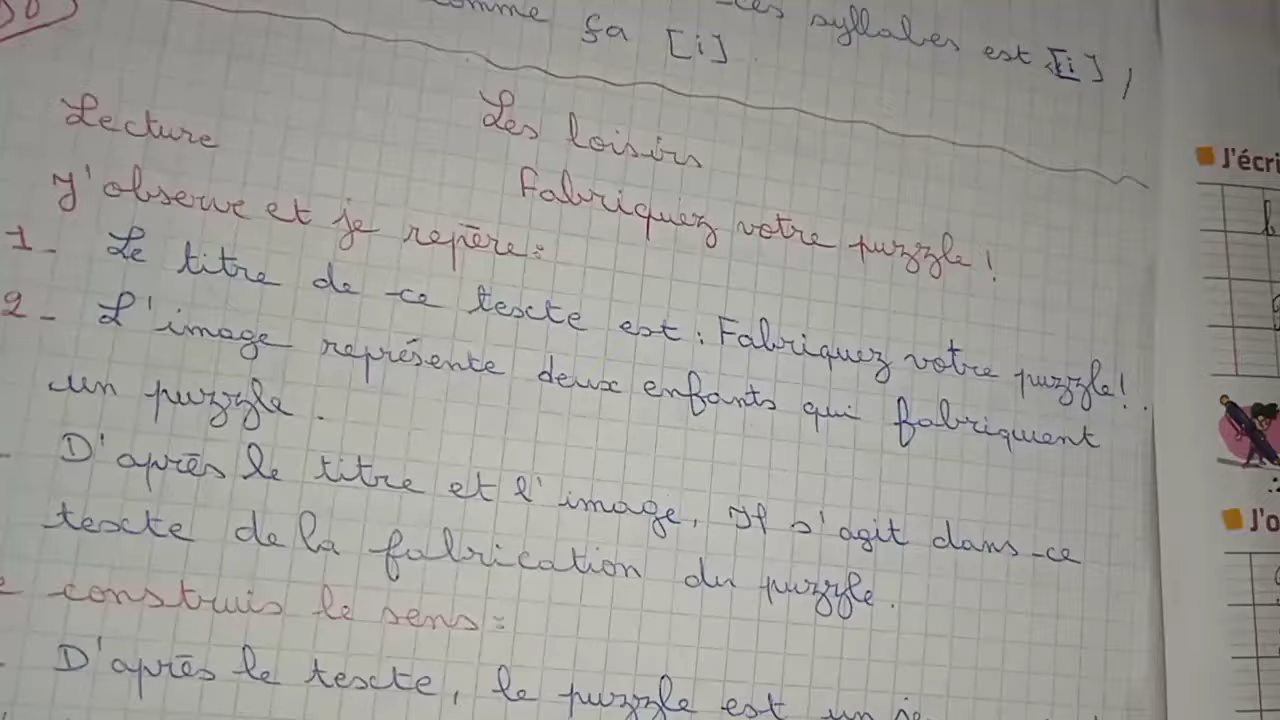 comme ça [i] ces syllabes est [i],
Lecture
Les loisirs
Fabriquez votre puzzle!
J'observe et je repère:
1- Le titre de ce texte est: Fabriquez votre puzzle!
2- L'image représente deux enfants qui fabriquent
un puzzle.
D'après le titre et l'image, Il s'agit dans ce
texte de la fabrication du puzzle.
construis le sens:
D'après le texte, le puzzle est un
J'écri
J'o